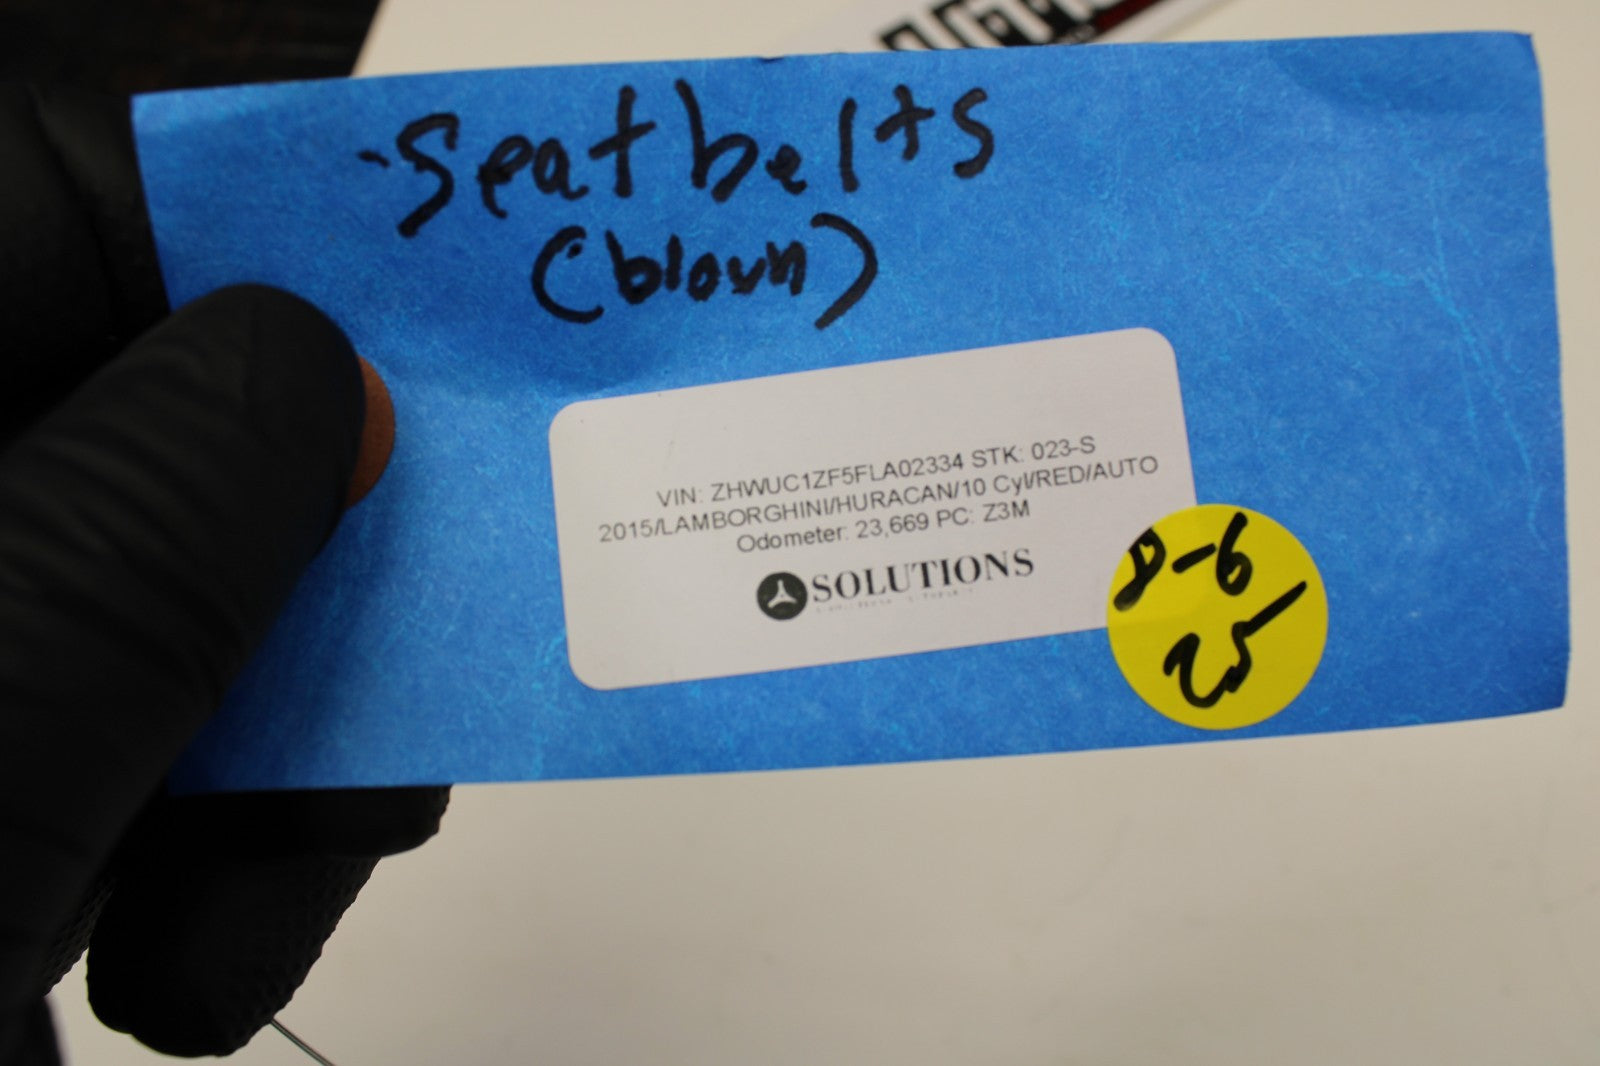 Seatbelts
(blown)
VIN: ZHWUC1ZF5FLA02334 STK: 023-S
2015/LAMBORGHINI/HURACAN/10 Cyl/RED/AUTO
Odometer: 23,669 PC: Z3M
SOLUTIONS
8-6
25